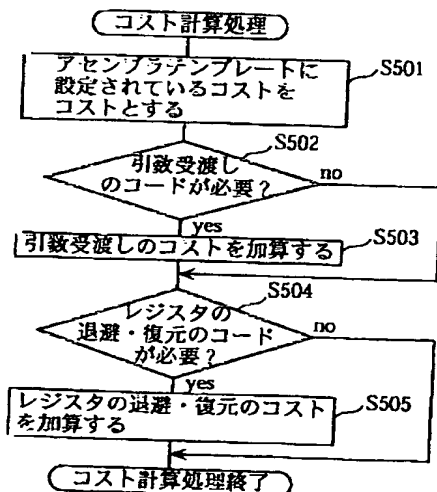 コスト計算処理
アセンブラテンプレートに
設定されているコストを
コストとする
S501
S502
引数受渡し
のコードが必要？
no
yes
引数受渡しのコストを加算する
S503
S504
レジスタの
退避・復元のコード
が必要？
no
yes
レジスタの退避・復元のコスト
を加算する
S505
コスト計算処理終了